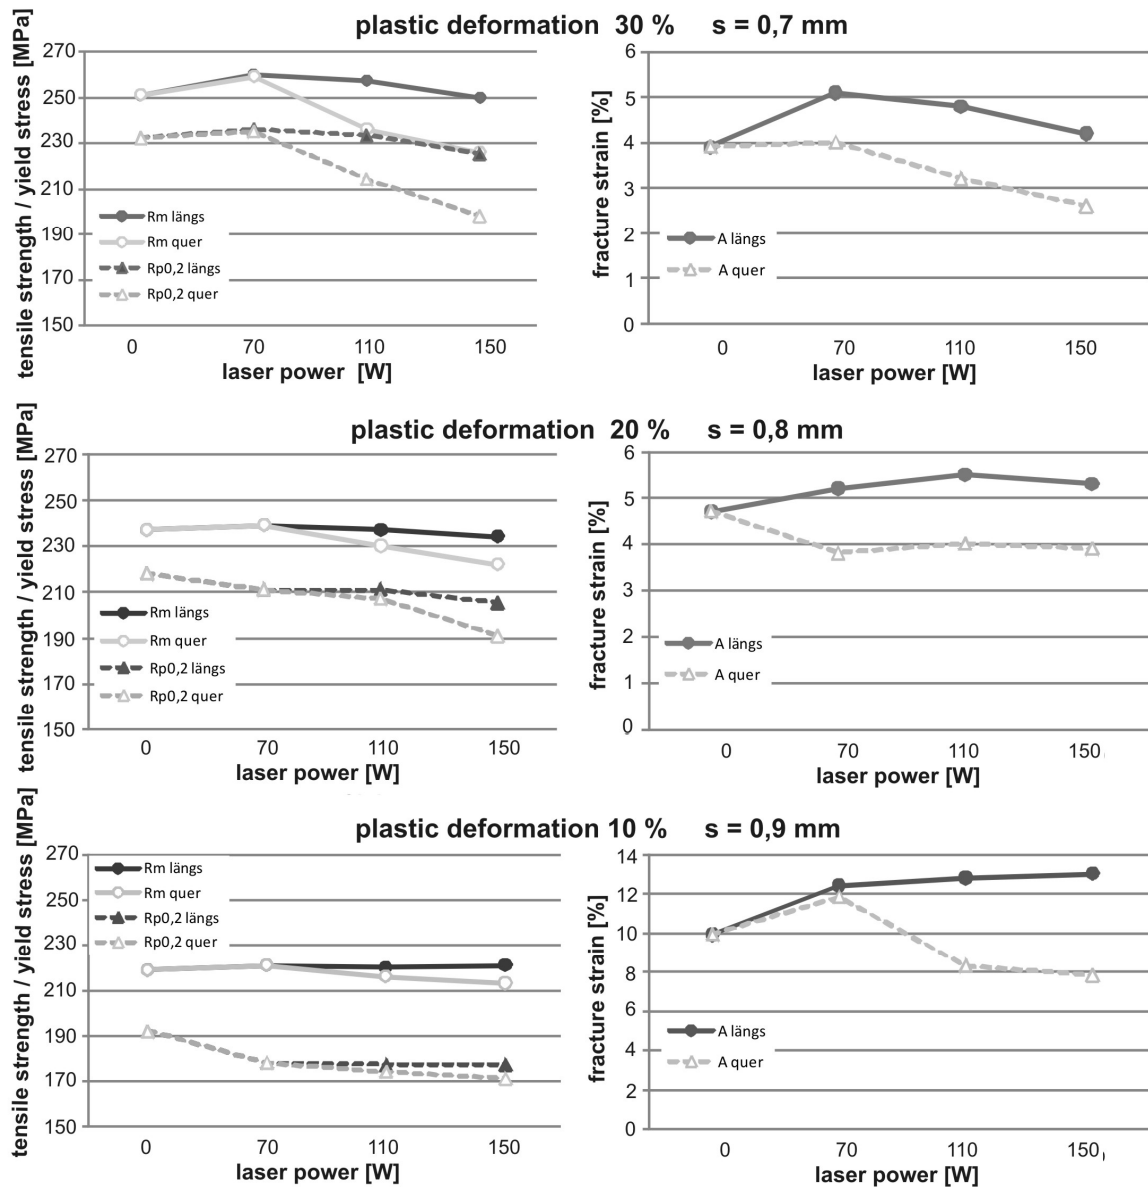 plastic deformation 30 % s = 0,7 mm
tensile strength / yield stress [MPa]
270
250
230
210
190
170
150
Rm längs
Rm quer
Rp0,2 längs
Rp0,2 quer
0 70 110 150
laser power [W]
fracture strain [%]
6
5
4
3
2
1
0
A längs
A quer
0 70 110 150
laser power [W]
plastic deformation 20 % s = 0,8 mm
tensile strength / yield stress [MPa]
270
250
230
210
190
170
150
Rm längs
Rm quer
Rp0,2 längs
Rp0,2 quer
0 70 110 150
laser power [W]
fracture strain [%]
6
5
4
3
2
1
0
A längs
A quer
0 70 110 150
laser power [W]
plastic deformation 10 % s = 0,9 mm
tensile strength / yield stress [MPa]
270
250
230
210
190
170
150
Rm längs
Rm quer
Rp0,2 längs
Rp0,2 quer
0 70 110 150
laser power [W]
fracture strain [%]
14
12
10
8
6
4
2
0
A längs
A quer
0 70 110 150
laser power [W]